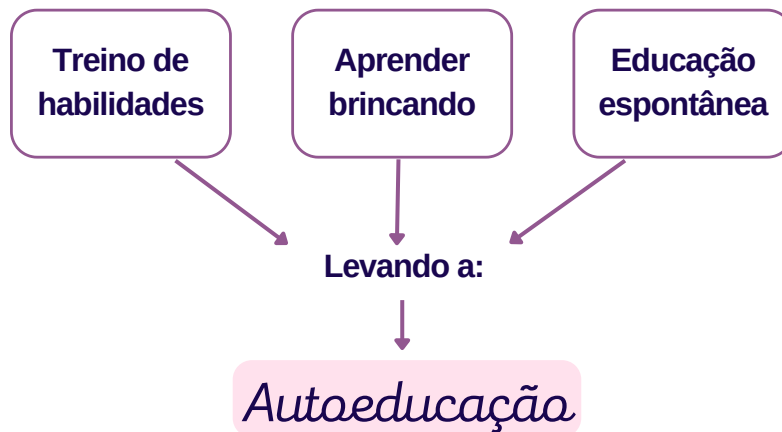 Treino de
habilidades
Aprender
brincando
Educação
espontânea
Levando a:
Autoeducação